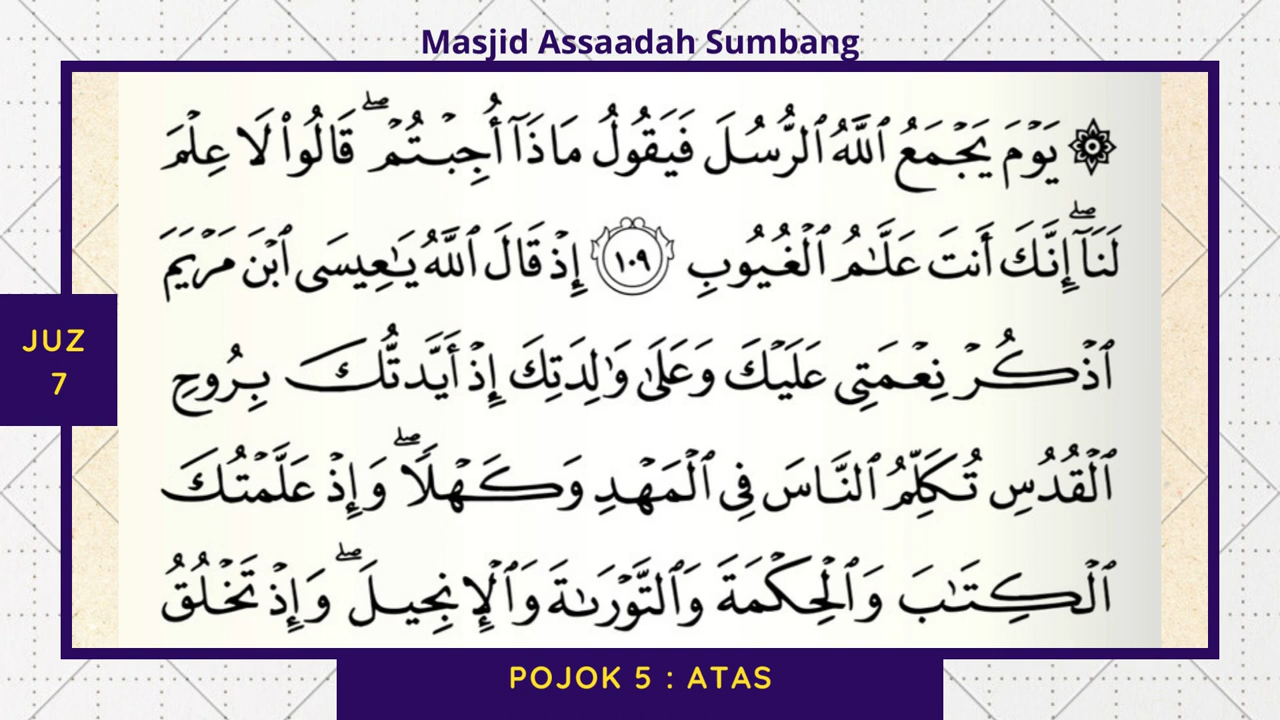 Masjid Assaadah Sumbang
۞ يَوْمَ يَجْمَعُ ٱللَّهُ ٱلرُّسُلَ فَيَقُولُ مَاذَآ أُجِبْتُمْ ۖ قَالُوا۟ لَا عِلْمَ
لَنَآ ۖ إِنَّكَ أَنتَ عَلَّـٰمُ ٱلْغُيُوبِ ١٠٩ إِذْ قَالَ ٱللَّهُ يَـٰعِيسَى ٱبْنَ مَرْيَمَ
ٱذْكُرْ نِعْمَتِى عَلَيْكَ وَعَلَىٰ وَٰلِدَتِكَ إِذْ أَيَّدتُّكَ بِرُوحِ
ٱلْقُدُسِ تُكَلِّمُ ٱلنَّاسَ فِى ٱلْمَهْدِ وَكَهْلًا ۖ وَإِذْ عَلَّمْتُكَ
ٱلْكِتَـٰبَ وَٱلْحِكْمَةَ وَٱلتَّوْرَىٰةَ وَٱلْإِنجِيلَ ۖ وَإِذْ تَخْلُقُ
JUZ
7
POJOK 5 : ATAS